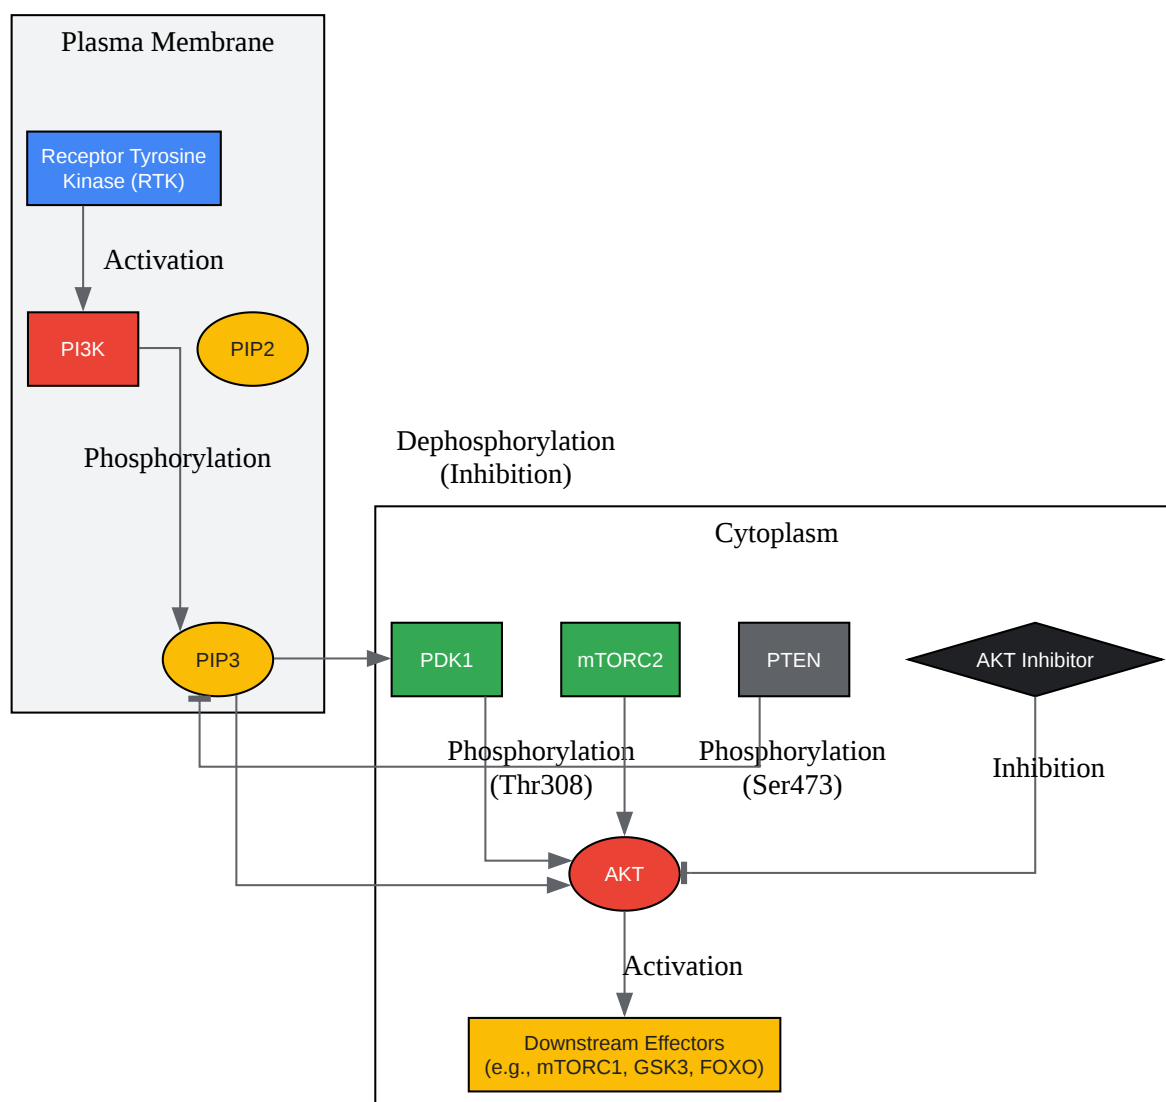 Plasma Membrane
Receptor Tyrosine
Kinase (RTK)
Activation
PI3K
PIP2
Phosphorylation
Dephosphorylation
(Inhibition)
Cytoplasm
PIP3
PDK1
mTORC2
PTEN
AKT Inhibitor
Phosphorylation
(Thr308)
Phosphorylation
(Ser473)
Inhibition
AKT
Activation
Downstream Effectors
(e.g., mTORC1, GSK3, FOXO)